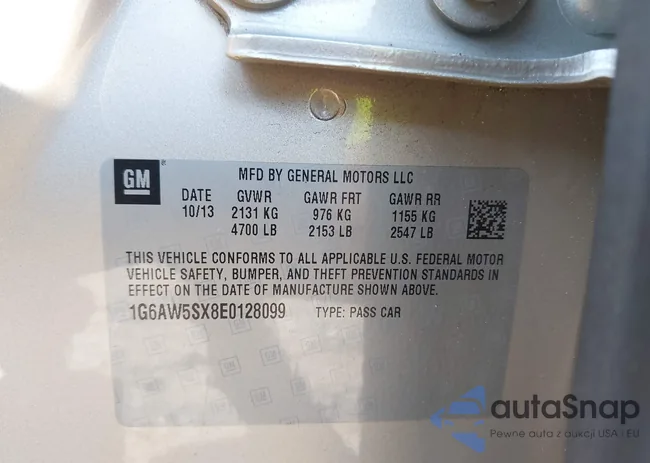 GM
MFD BY GENERAL MOTORS LLC
DATE GVWR GAWR FRT GAWR RR
10/13 2131 KG 976 KG 1155 KG
4700 LB 2153 LB 2547 LB
THIS VEHICLE CONFORMS TO ALL APPLICABLE U.S. FEDERAL MOTOR
VEHICLE SAFETY, BUMPER, AND THEFT PREVENTION STANDARDS IN
EFFECT ON THE DATE OF MANUFACTURE SHOWN ABOVE.
1G6AW5SX8E0128099 TYPE: PASS CAR
autoSnap
Pewne auta z aukcji USA - EU